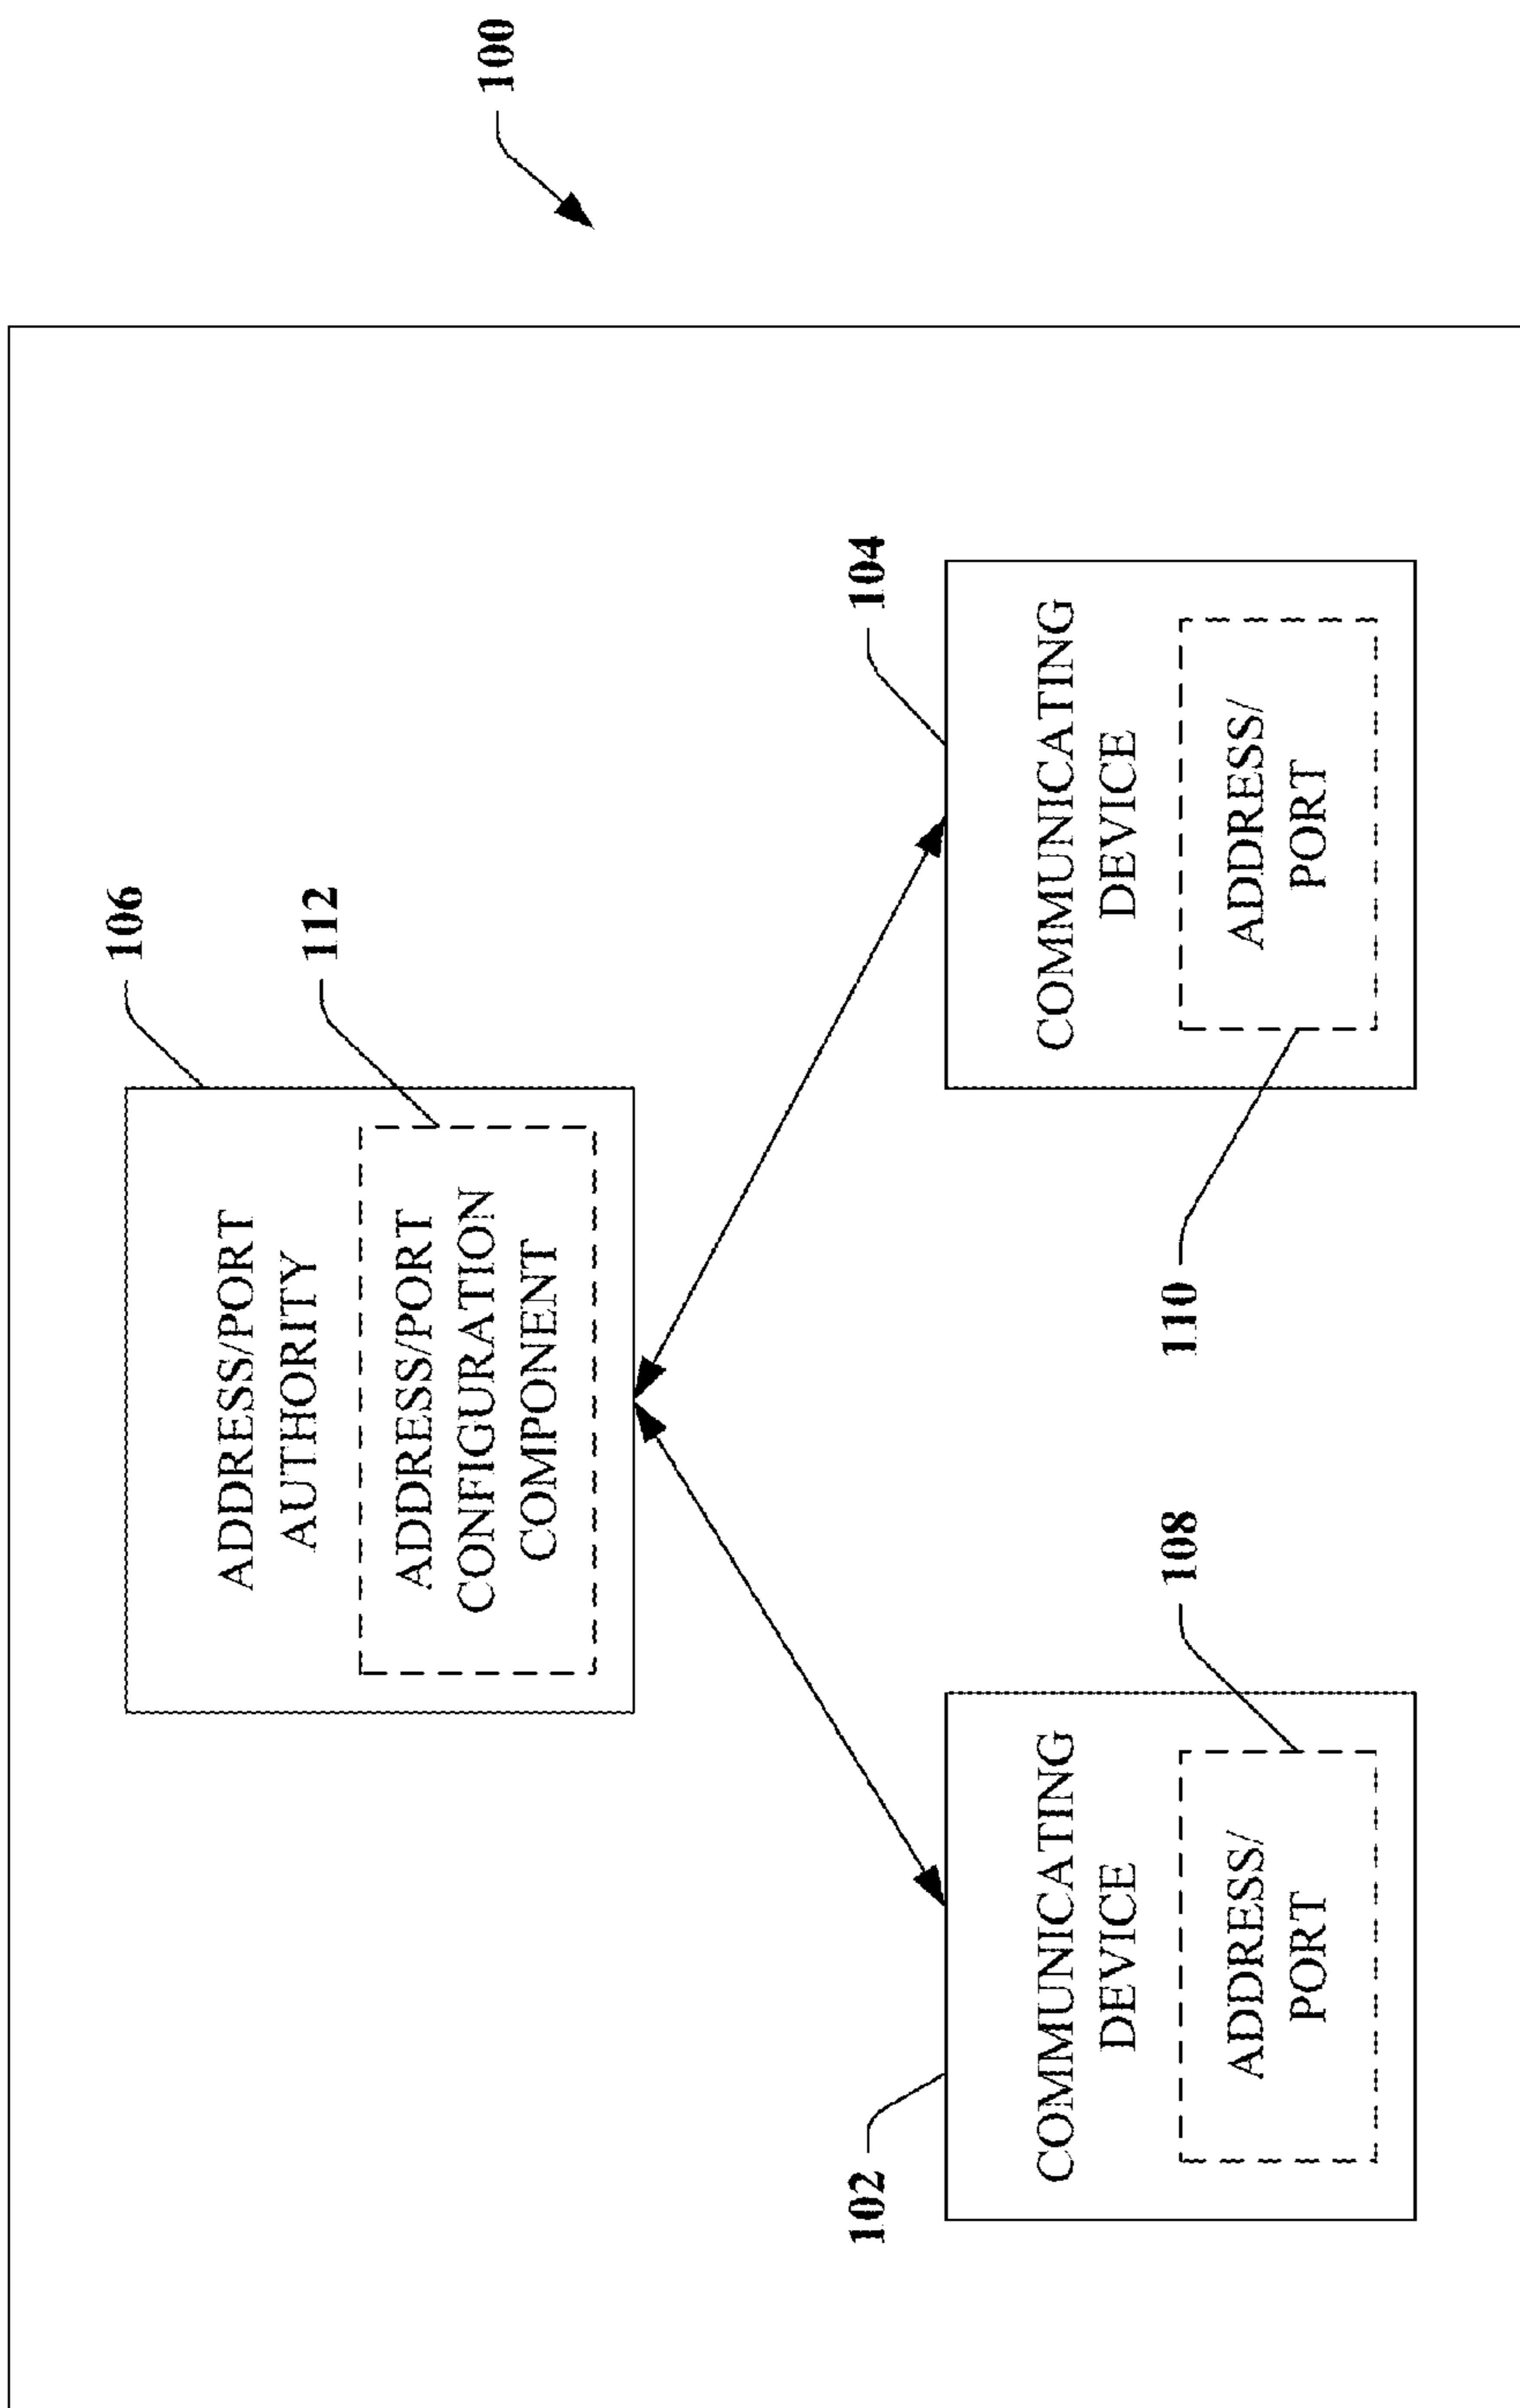 100
106
ADDRESS/PORT
AUTHORITY
112
ADDRESS/PORT
CONFIGURATION
COMPONENT
102
COMMUNICATING
DEVICE
108
ADDRESS/
PORT
104
COMMUNICATING
DEVICE
110
ADDRESS/
PORT